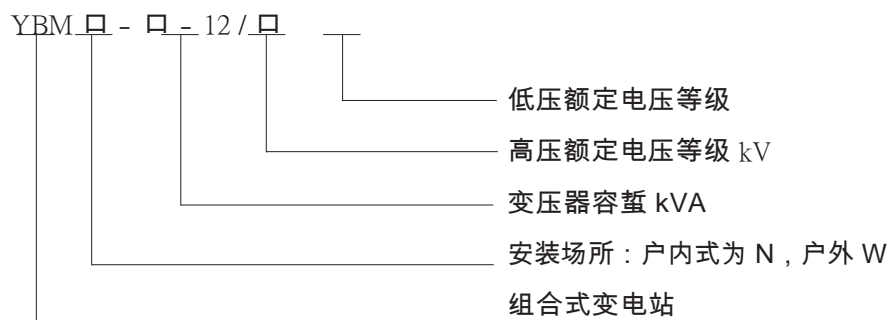 YBM口-口-12/口
低压额定电压等级
高压额定电压等级 kV
变压器容蜇 kVA
安装场所：户内式为 N，户外 W
组合式变电站